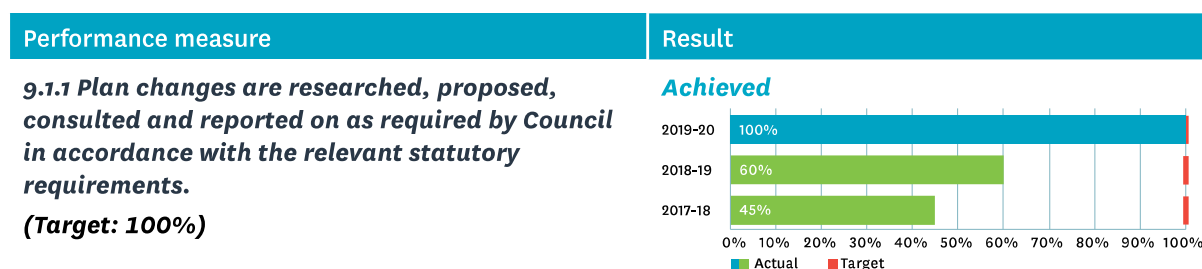 Performance measure
Result
9.1.1 Plan changes are researched, proposed,
consulted and reported on as required by Council
in accordance with the relevant statutory
requirements.
(Target: 100%)
Achieved
2019-20
100%
2018-19
60%
2017-18
45%
0% 10% 20% 30% 40% 50% 60% 70% 80% 90% 100%
Actual Target